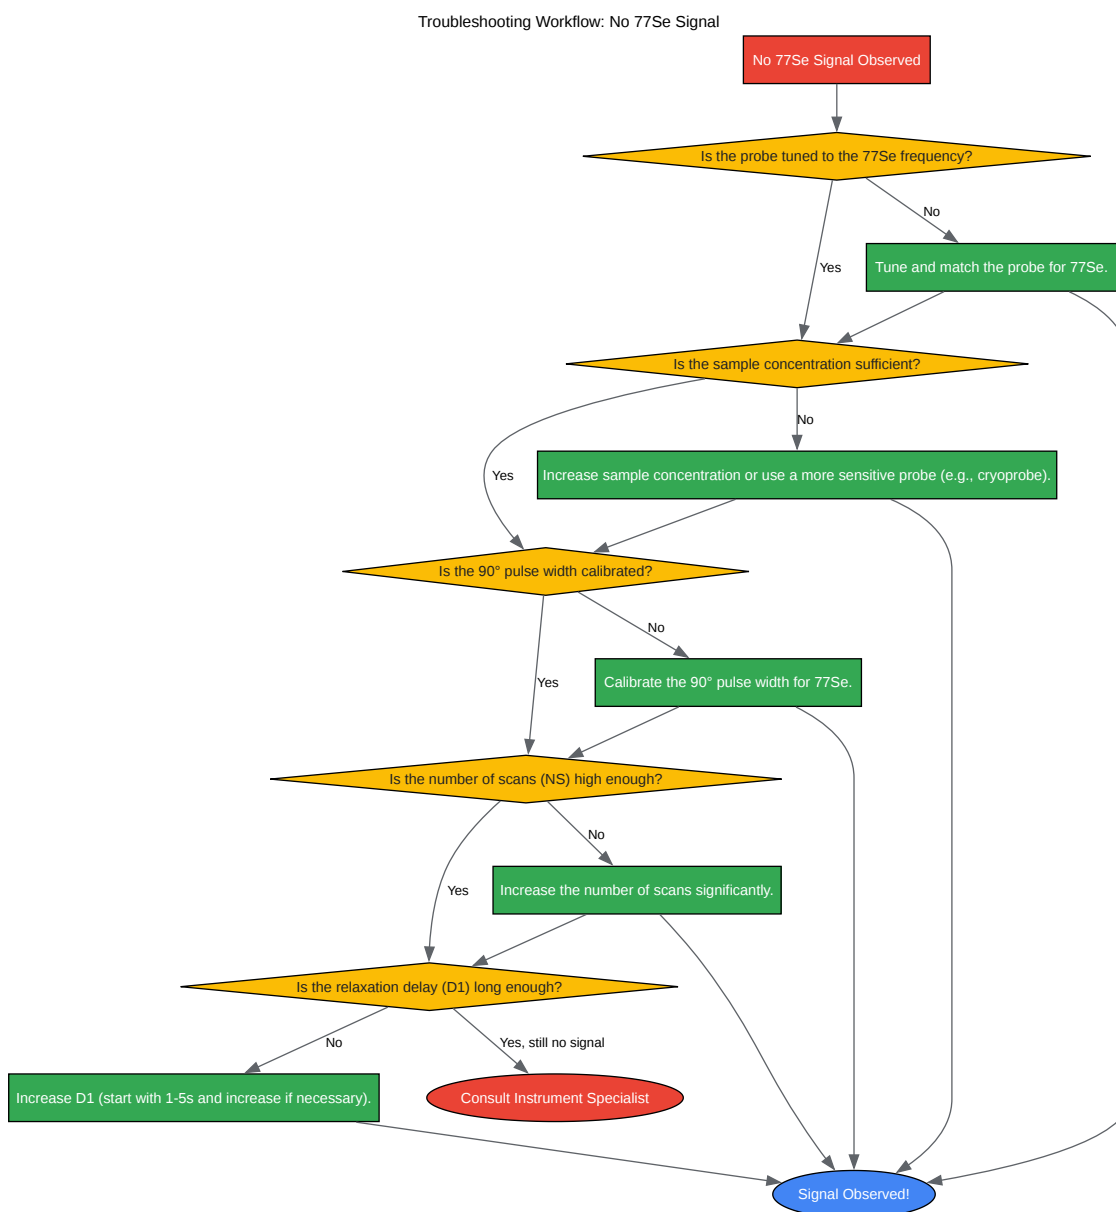 Troubleshooting Workflow: No 77Se Signal
No 77Se Signal Observed
Is the probe tuned to the 77Se frequency?
No
Yes
Tune and match the probe for 77Se.
Is the sample concentration sufficient?
No
Yes
Increase sample concentration or use a more sensitive probe (e.g., cryoprobe).
Is the 90° pulse width calibrated?
No
Yes
Calibrate the 90° pulse width for 77Se.
Is the number of scans (NS) high enough?
No
Yes
Increase the number of scans significantly.
Is the relaxation delay (D1) long enough?
No
Yes, still no signal
Increase D1 (start with 1-5s and increase if necessary).
Consult Instrument Specialist
Signal Observed!